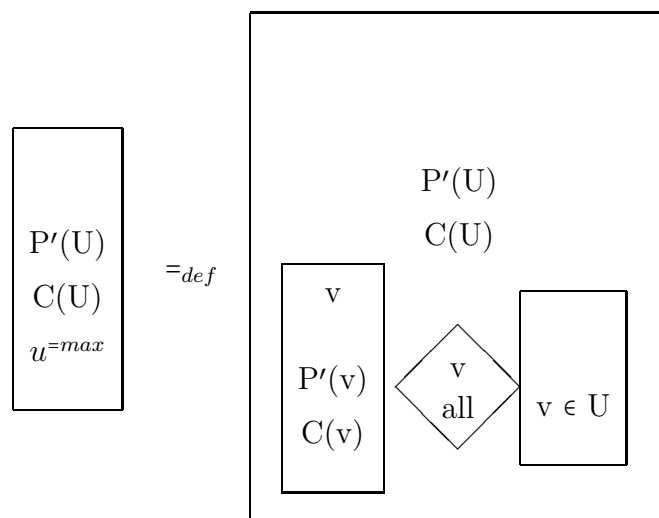 P′(U)
C(U)
u⁼ᵐᵃˣ
=def
P′(U)
C(U)
v
P′(v)
C(v)
v
all
v ∈ U